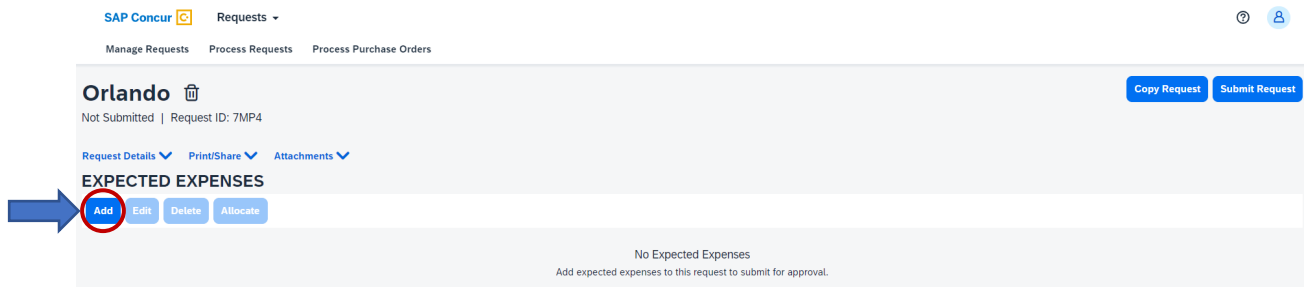 SAP Concur C Requests
Manage Requests Process Requests Process Purchase Orders
Orlando
Copy Request Submit Request
Not Submitted | Request ID: 7MP4
Request Details Print/Share Attachments
EXPECTED EXPENSES
Add Edit Delete Allocate
No Expected Expenses
Add expected expenses to this request to submit for approval.